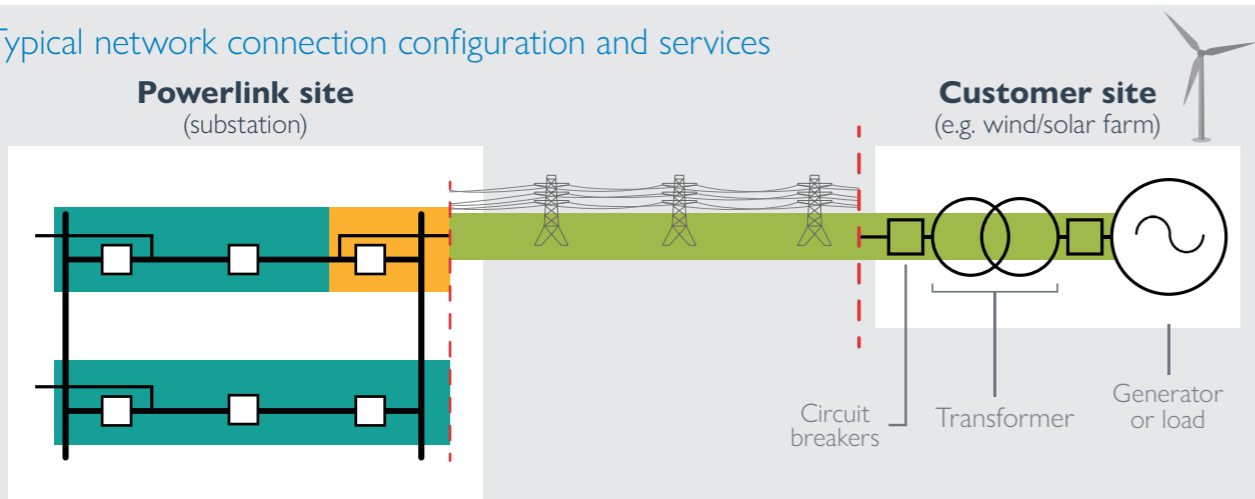 Typical network connection configuration and services
Powerlink site
(substation)
Customer site
(e.g. wind/solar farm)
Circuit
breakers
Transformer
Generator
or load